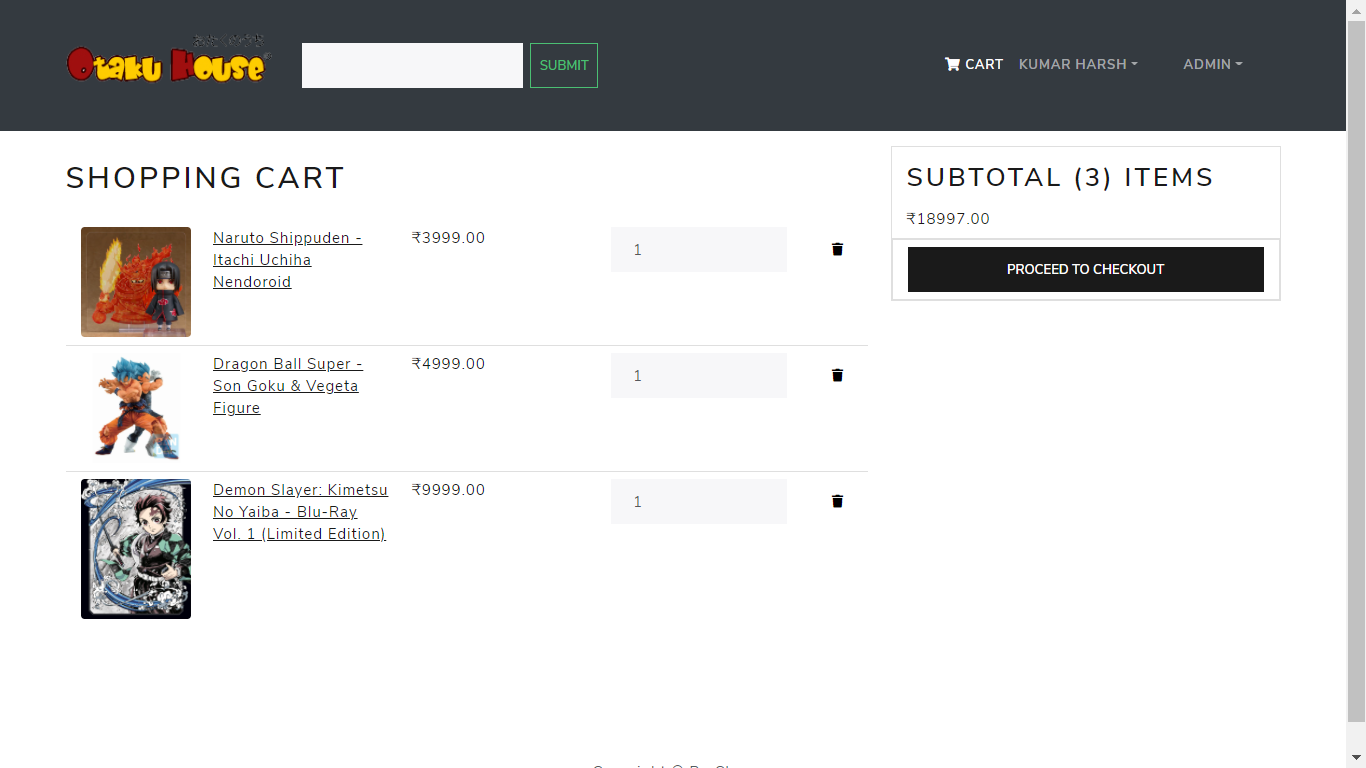 Otaku House
SUBMIT
CART
KUMAR HARSH
ADMIN
SHOPPING CART
Naruto Shippuden -
Itachi Uchiha
Nendoroid
₹3999.00
1
Dragon Ball Super -
Son Goku & Vegeta
Figure
₹4999.00
1
Demon Slayer: Kimetsu
No Yaiba - Blu-Ray
Vol. 1 (Limited Edition)
₹9999.00
1
SUBTOTAL (3) ITEMS
₹18997.00
PROCEED TO CHECKOUT